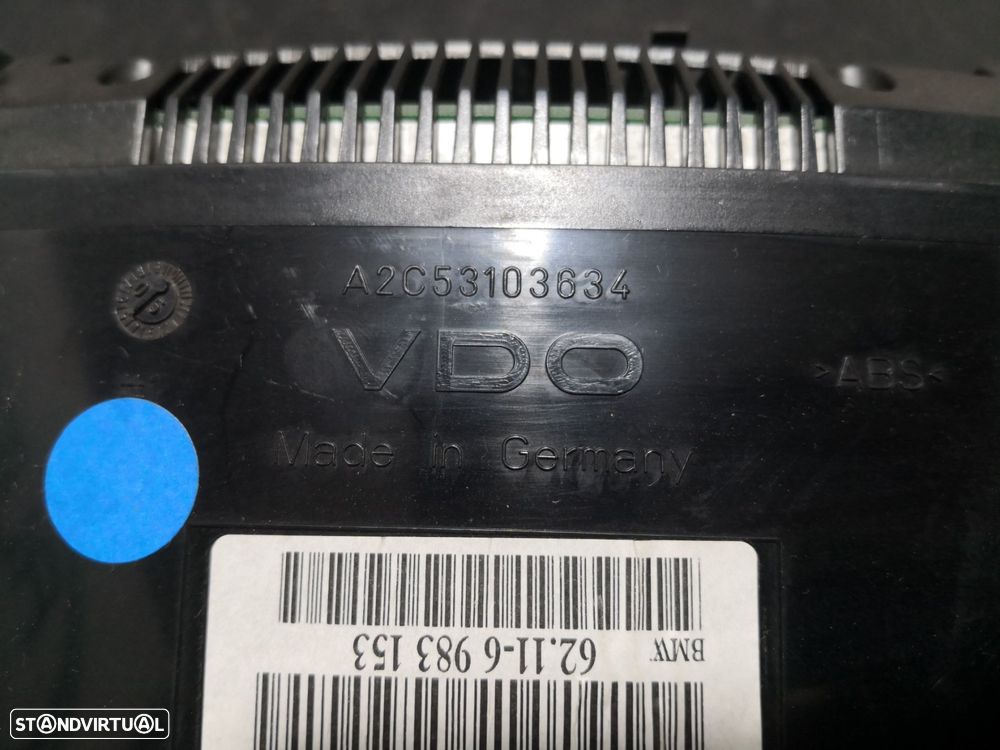 A2C53103634
VDO
>ABS<
Made in Germany
BMW 62.11-6 983 153
STANDVIRTUAL